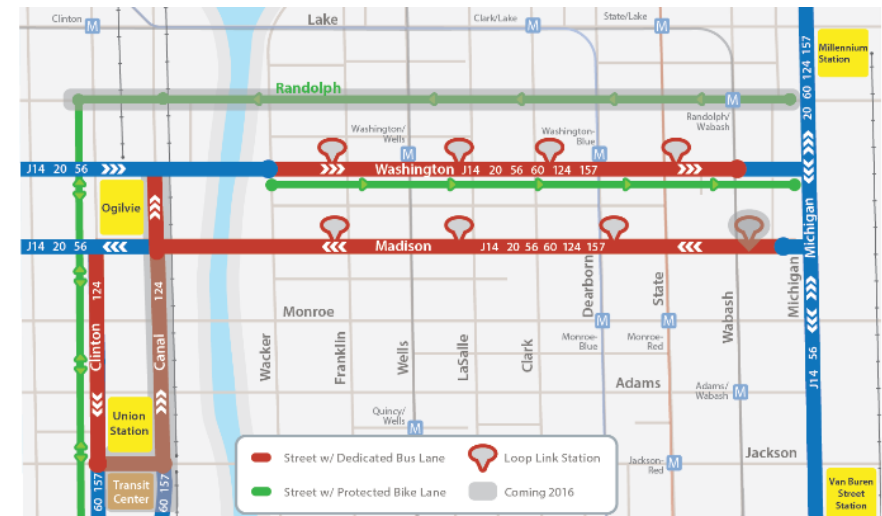 Clinton
Lake
Clark/Lake
State/Lake
Millennium
Station
20 60 124 157
Randolph
Randolph/
Wabash
Washington/
Wells
Washington-
Blue
J14 20 56
Washington J14 20 56 60 124 157
Ogilvie
Michigan
J14 20 56
Madison
J14 20 56 60 124 157
124
124
Clinton
Canal
Monroe
Wacker
Franklin
Wells
LaSalle
Clark
Dearborn
State
Wabash
Michigan
Monroe-
Blue
Monroe-
Red
J14 56
Adams
Adams/
Wabash
Union
Station
Quincy/
Wells
Jackson
Jackson-
Red
Transit
Center
60 157
60 157
Street w/ Dedicated Bus Lane
Loop Link Station
Street w/ Protected Bike Lane
Coming 2016
Van Buren
Street
Station
M
M
M
M
M
M
M
M
M
M
M